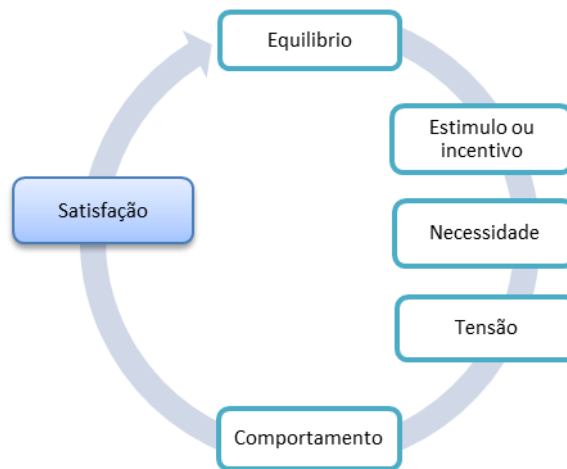 Equilibrio
Estimulo ou
incentivo
Necessidade
Tensão
Comportamento
Satisfação